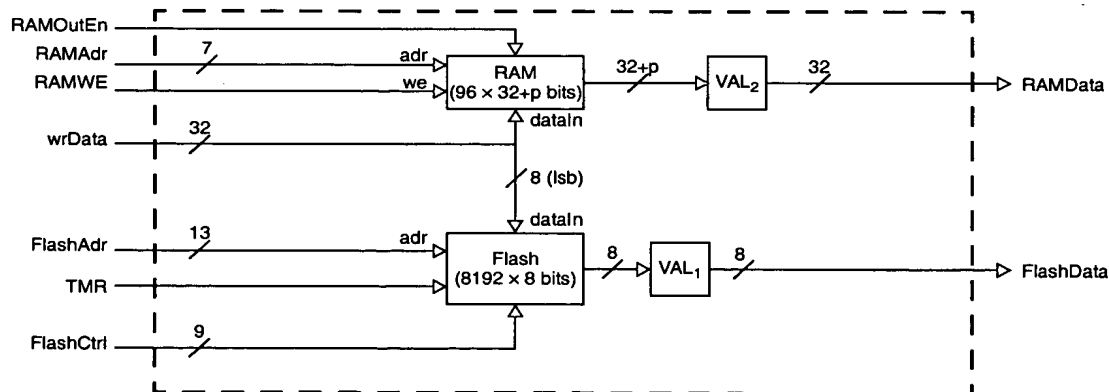 RAMOutEn
RAMAdr
7
adr
RAMWE
we
RAM
(96 × 32+p bits)
32+p
VAL2
32
RAMData
dataIn
wrData
32
8 (lsb)
dataIn
FlashAdr
13
adr
Flash
(8192 × 8 bits)
8
VAL1
8
FlashData
TMR
FlashCtrl
9